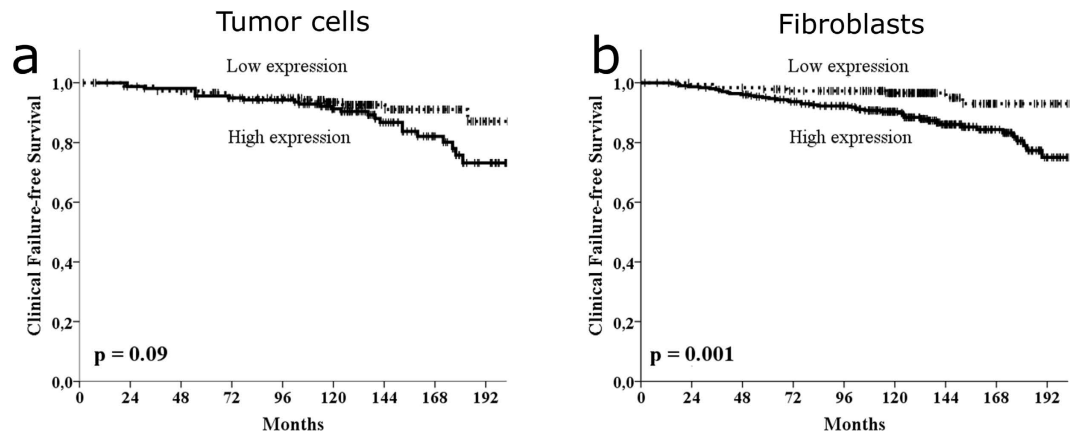 Tumor cells
a
Low expression
High expression
Clinical Failure-free Survival
1,0
0,8
0,6
0,4
0,2
0,0
p = 0.09
0 24 48 72 96 120 144 168 192
Months
Fibroblasts
b
Low expression
High expression
Clinical Failure-free Survival
1,0
0,8
0,6
0,4
0,2
0,0
p = 0.001
0 24 48 72 96 120 144 168 192
Months